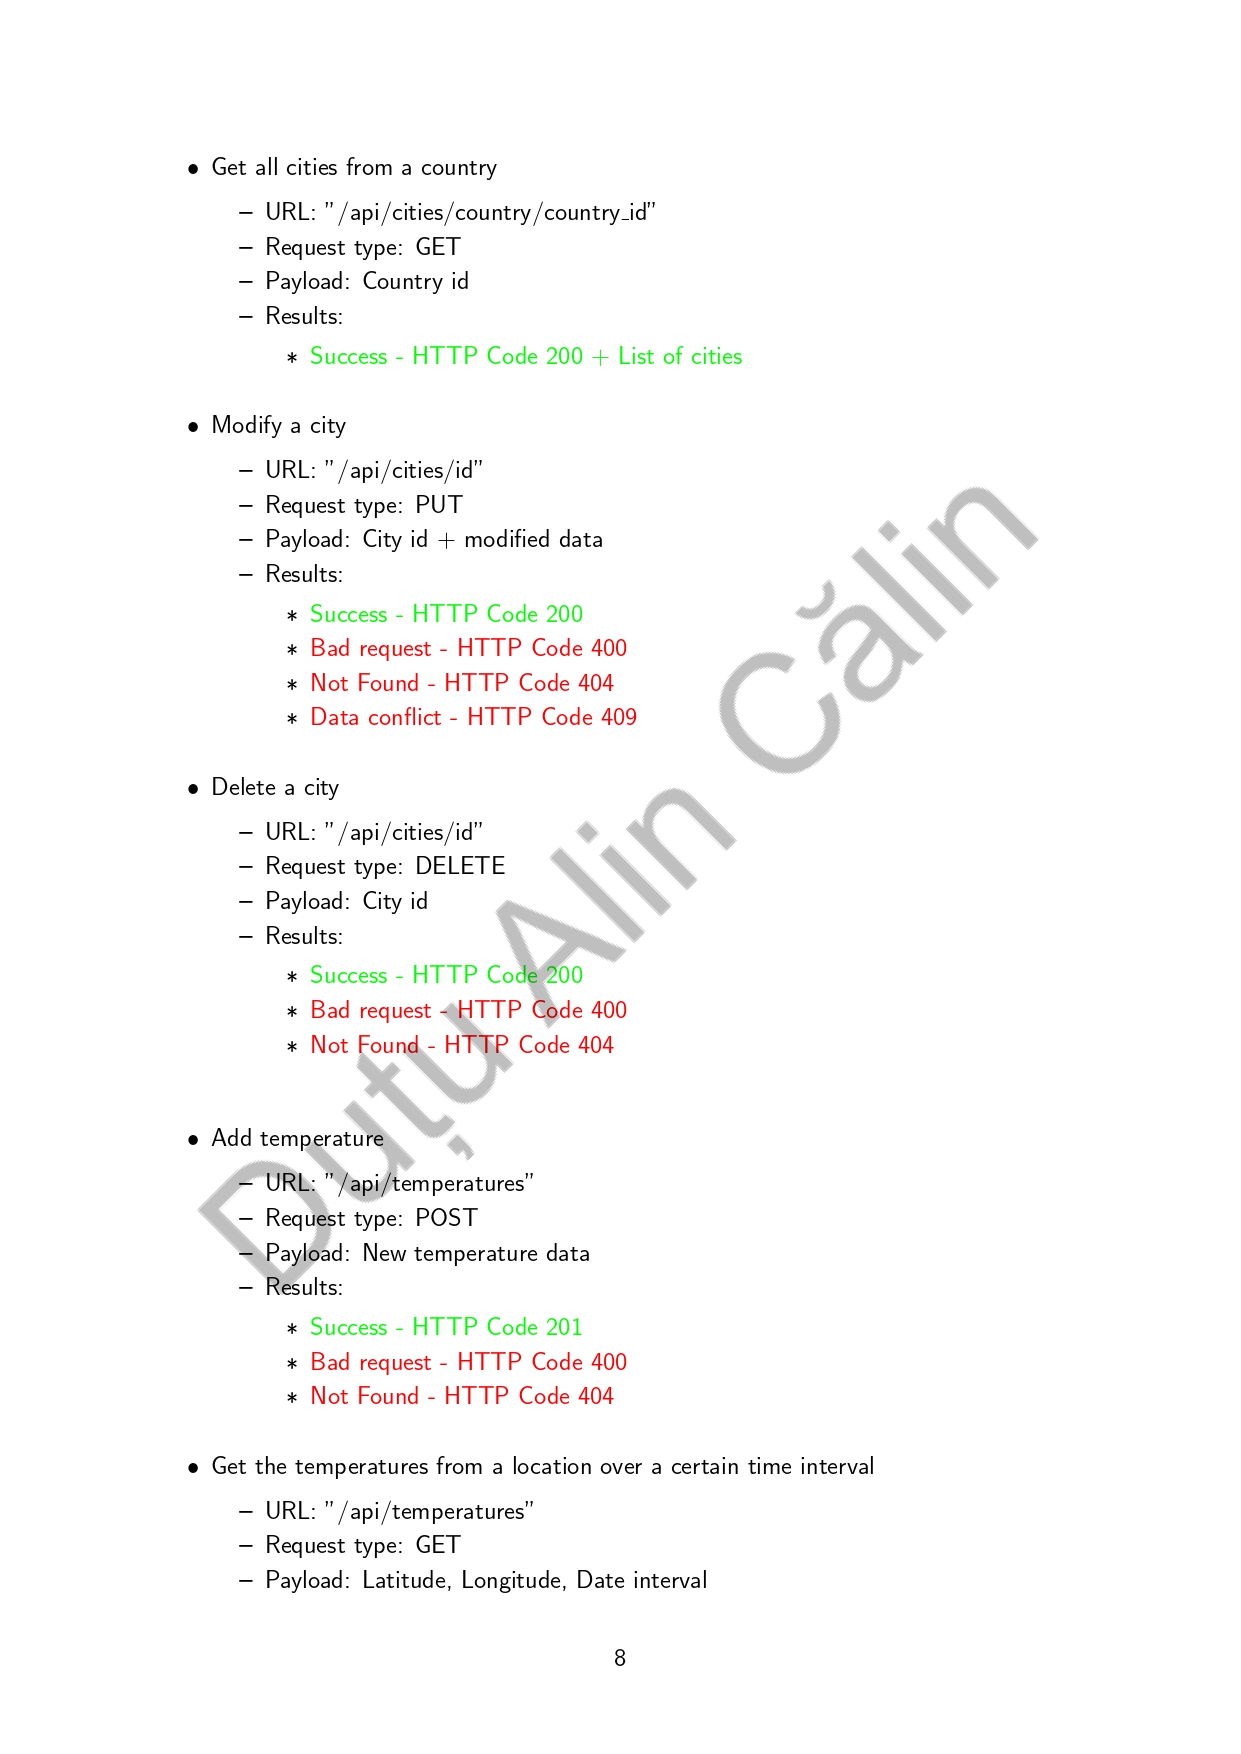 • Get all cities from a country
– URL: ”/api/cities/country/country_id”
– Request type: GET
– Payload: Country id
– Results:
* Success - HTTP Code 200 + List of cities
• Modify a city
– URL: ”/api/cities/id”
– Request type: PUT
– Payload: City id + modified data
– Results:
* Success - HTTP Code 200
* Bad request - HTTP Code 400
* Not Found - HTTP Code 404
* Data conflict - HTTP Code 409
• Delete a city
– URL: ”/api/cities/id”
– Request type: DELETE
– Payload: City id
– Results:
* Success - HTTP Code 200
* Bad request - HTTP Code 400
* Not Found - HTTP Code 404
• Add temperature
– URL: ”/api/temperatures”
– Request type: POST
– Payload: New temperature data
– Results:
* Success - HTTP Code 201
* Bad request - HTTP Code 400
* Not Found - HTTP Code 404
• Get the temperatures from a location over a certain time interval
– URL: ”/api/temperatures”
– Request type: GET
– Payload: Latitude, Longitude, Date interval
8
Duțu Alin Călin